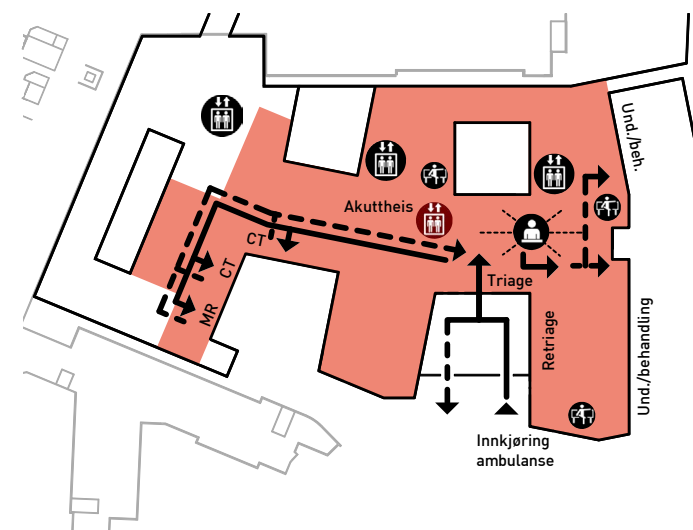 Und./beh.
Akuttheis
CT
CT
MR
Triage
Retriage
Und./behandling
Innkjøring
ambulanse